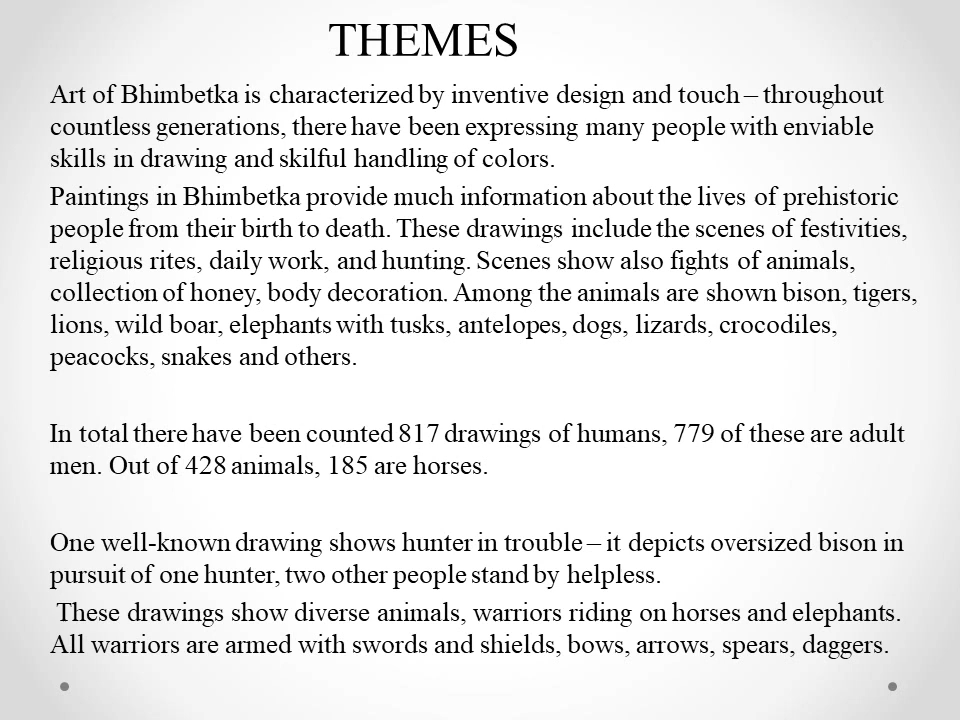 THEMES
Art of Bhimbetka is characterized by inventive design and touch – throughout
countless generations, there have been expressing many people with enviable
skills in drawing and skilful handling of colors.
Paintings in Bhimbetka provide much information about the lives of prehistoric
people from their birth to death. These drawings include the scenes of festivities,
religious rites, daily work, and hunting. Scenes show also fights of animals,
collection of honey, body decoration. Among the animals are shown bison, tigers,
lions, wild boar, elephants with tusks, antelopes, dogs, lizards, crocodiles,
peacocks, snakes and others.
In total there have been counted 817 drawings of humans, 779 of these are adult
men. Out of 428 animals, 185 are horses.
One well-known drawing shows hunter in trouble – it depicts oversized bison in
pursuit of one hunter, two other people stand by helpless.
These drawings show diverse animals, warriors riding on horses and elephants.
All warriors are armed with swords and shields, bows, arrows, spears, daggers.